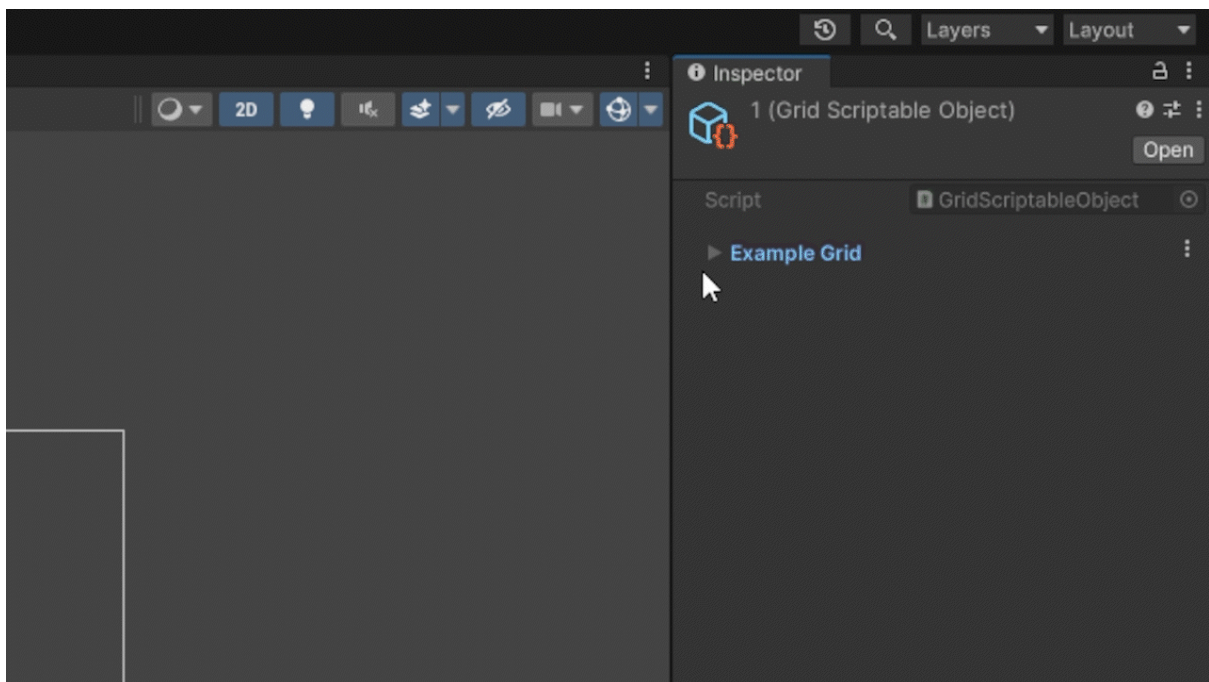 Layers
Layout
Inspector
2D
1 (Grid Scriptable Object)
Open
Script
GridScriptableObject
Example Grid